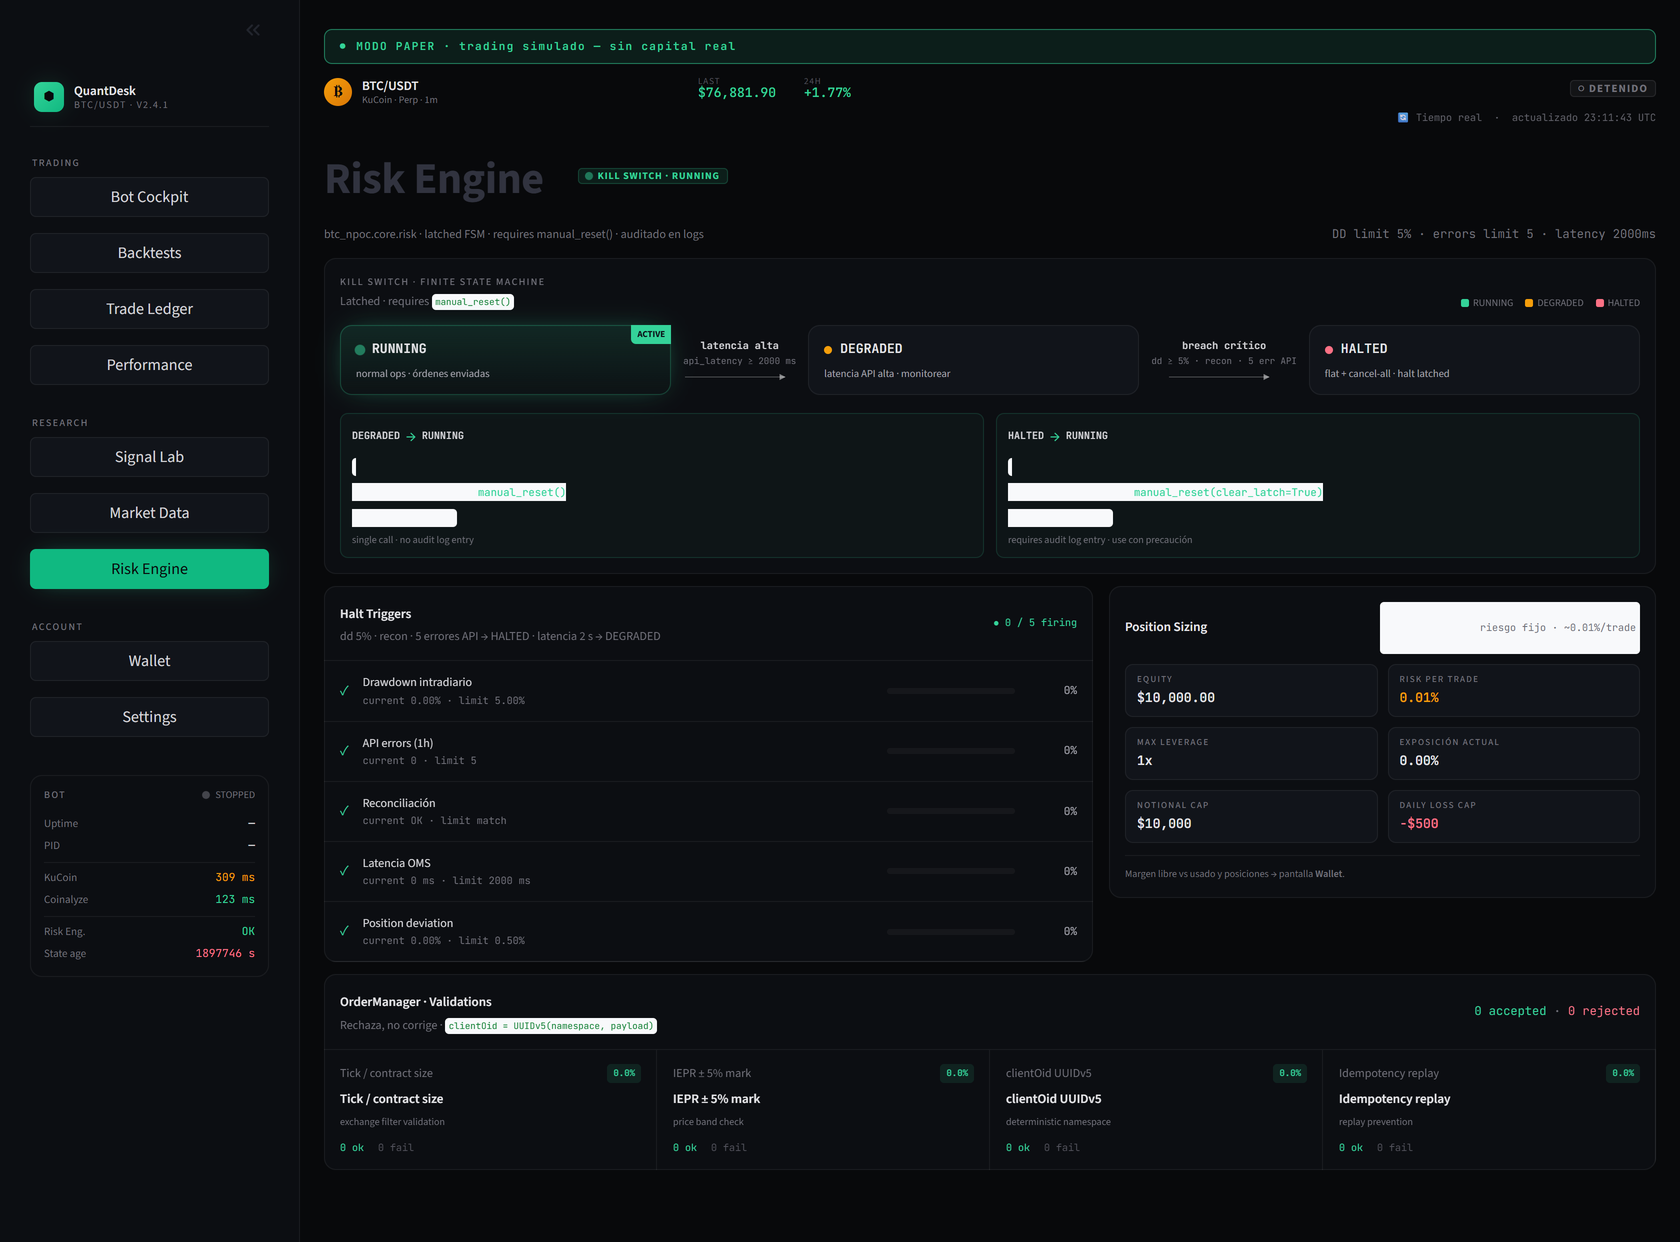 QuantDesk
BTC/USDT · V2.4.1
TRADING
Bot Cockpit
Backtests
Trade Ledger
Performance
RESEARCH
Signal Lab
Market Data
Risk Engine
ACCOUNT
Wallet
Settings
BOT STOPPED
Uptime —
PID —
KuCoin 309 ms
Coinalyze 123 ms
Risk Eng. OK
State age 1897746 s
MODO PAPER · trading simulado — sin capital real
BTC/USDT
KuCoin · Perp · 1m
LAST
$76,881.90
24H
+1.77%
DETENIDO
Tiempo real · actualizado 23:11:43 UTC
Risk Engine
KILL SWITCH · RUNNING
btc_npoc.core.risk · latched FSM · requires manual_reset() · auditado en logs
DD limit 5% · errors limit 5 · latency 2000ms
KILL SWITCH · FINITE STATE MACHINE
Latched · requires manual_reset()
RUNNING DEGRADED HALTED
ACTIVE
RUNNING
normal ops · órdenes enviadas
latencia alta
api_latency ≥ 2000 ms
DEGRADED
latencia API alta · monitorear
breach crítico
dd ≥ 5% · recon · 5 err API
HALTED
flat + cancel-all · halt latched
DEGRADED → RUNNING
manual_reset()
single call · no audit log entry
HALTED → RUNNING
manual_reset(clear_latch=True)
requires audit log entry · use con precaución
Halt Triggers
dd 5% · recon · 5 errores API → HALTED · latencia 2 s → DEGRADED
0 / 5 firing
Drawdown intradiario
current 0.00% · limit 5.00%
0%
API errors (1h)
current 0 · limit 5
0%
Reconciliación
current OK · limit match
0%
Latencia OMS
current 0 ms · limit 2000 ms
0%
Position deviation
current 0.00% · limit 0.50%
0%
Position Sizing
riesgo fijo · ~0.01%/trade
EQUITY
$10,000.00
RISK PER TRADE
0.01%
MAX LEVERAGE
1x
EXPOSICIÓN ACTUAL
0.00%
NOTIONAL CAP
$10,000
DAILY LOSS CAP
-$500
Margen libre vs usado y posiciones → pantalla Wallet.
OrderManager · Validations
Rechaza, no corrige · clientOid = UUIDv5(namespace, payload)
0 accepted · 0 rejected
Tick / contract size 0.0%
Tick / contract size
exchange filter validation
0 ok 0 fail
IEPR ± 5% mark 0.0%
IEPR ± 5% mark
price band check
0 ok 0 fail
clientOid UUIDv5 0.0%
clientOid UUIDv5
deterministic namespace
0 ok 0 fail
Idempotency replay 0.0%
Idempotency replay
replay prevention
0 ok 0 fail